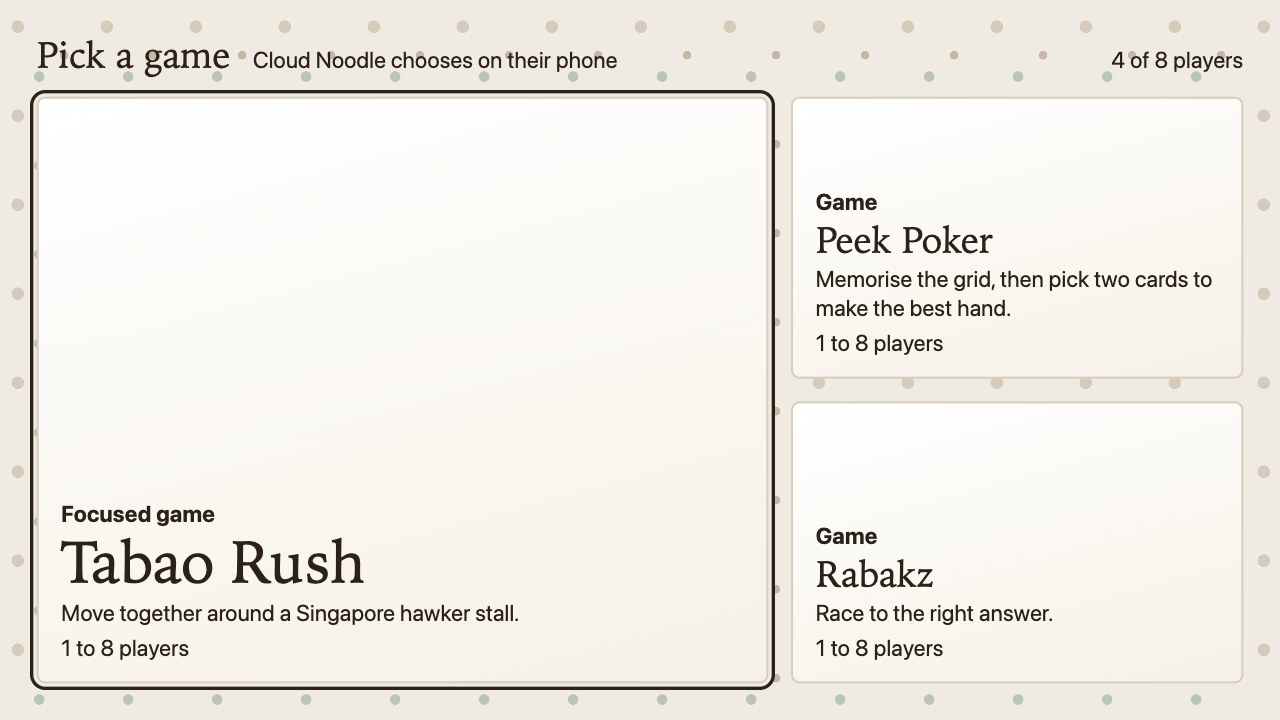 Pick a game
Cloud Noodle chooses on their phone
4 of 8 players
Focused game
Tabao Rush
Move together around a Singapore hawker stall.
1 to 8 players
Game
Peek Poker
Memorise the grid, then pick two cards to
make the best hand.
1 to 8 players
Game
Rabakz
Race to the right answer.
1 to 8 players